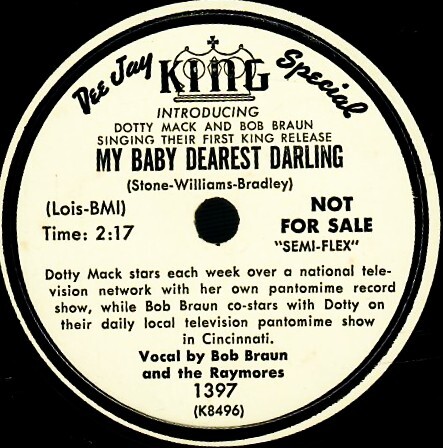 Dee Jay KING Special
INTRODUCING
DOTTY MACK AND BOB BRAUN
SINGING THEIR FIRST KING RELEASE
MY BABY DEAREST DARLING
(Stone-Williams-Bradley)
(Lois-BMI)
Time: 2:17
NOT
FOR SALE
"SEMI-FLEX"
Dotty Mack stars each week over a national tele-
vision network with her own pantomime record
show, while Bob Braun co-stars with Dotty on
their daily local television pantomime show
in Cincinnati.
Vocal by Bob Braun
and the Raymores
1397
(K8496)